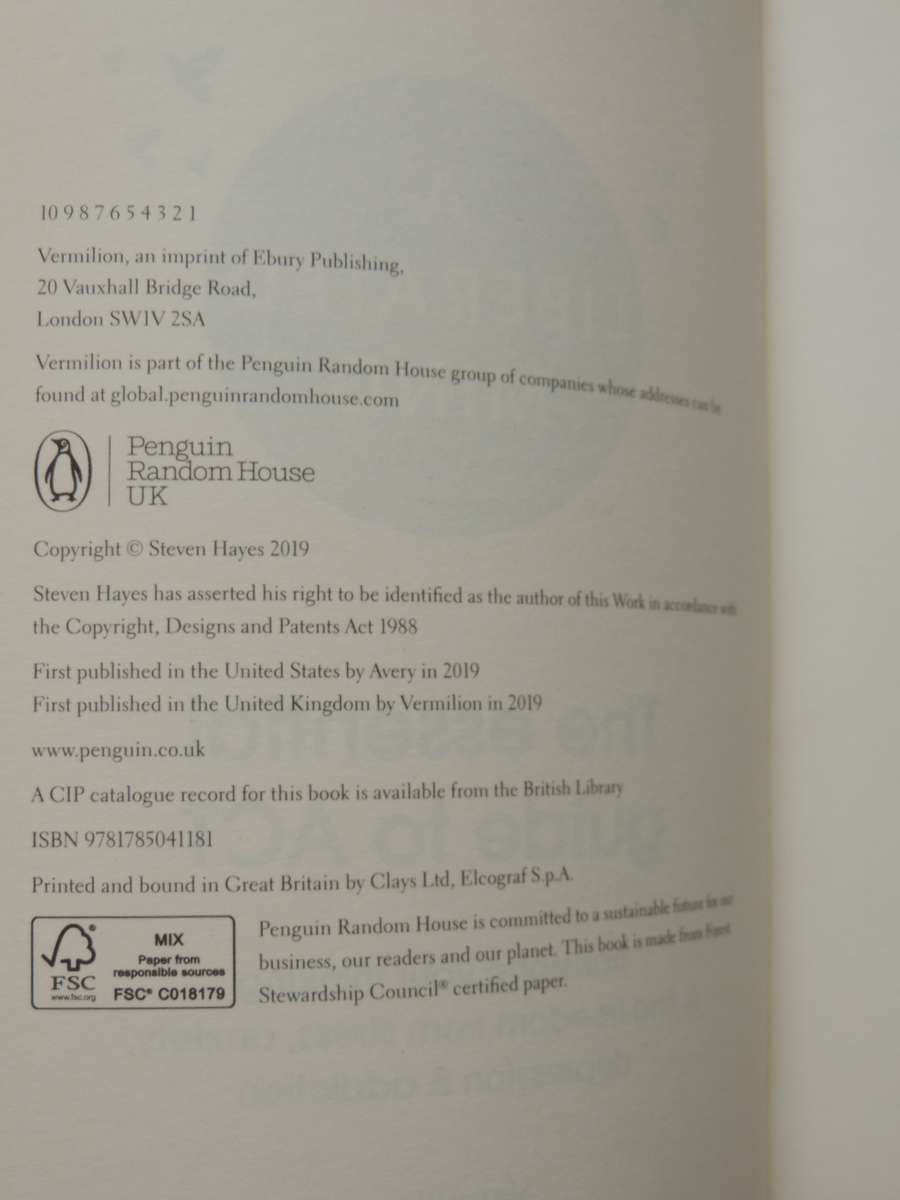 10 9 8 7 6 5 4 3 2 1
Vermilion, an imprint of Ebury Publishing,
20 Vauxhall Bridge Road,
London SW1V 2SA
Vermilion is part of the Penguin Random House group of companies whose addresses can be
found at global.penguinrandomhouse.com
Penguin
Random House
UK
Copyright © Steven Hayes 2019
Steven Hayes has asserted his right to be identified as the author of this Work in accordance with
the Copyright, Designs and Patents Act 1988
First published in the United States by Avery in 2019
First published in the United Kingdom by Vermilion in 2019
www.penguin.co.uk
A CIP catalogue record for this book is available from the British Library
ISBN 9781785041181
Printed and bound in Great Britain by Clays Ltd, Elcograf S.p.A.
FSC®
www.fsc.org
MIX
Paper from
responsible sources
FSC® C018179
Penguin Random House is committed to a sustainable future for our
business, our readers and our planet. This book is made from Forest
Stewardship Council® certified paper.